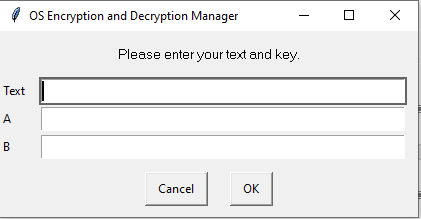 OS Encryption and Decryption Manager
Please enter your text and key.
Text
A
B
Cancel OK